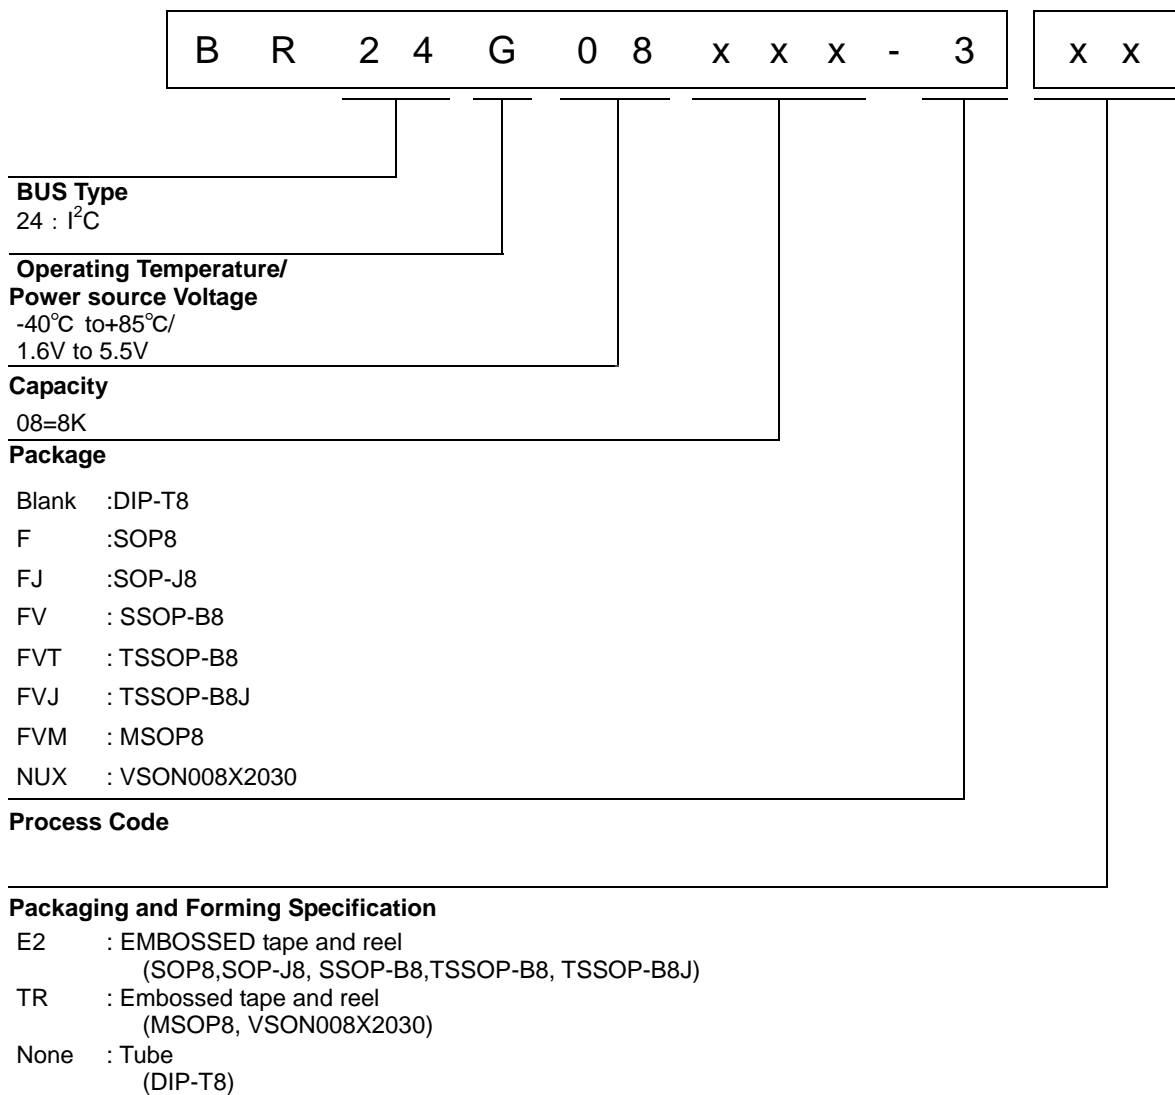 B R 2 4 G 0 8 x x x - 3 x x
BUS Type
24 : I²C
Operating Temperature/
Power source Voltage
-40℃ to+85℃/
1.6V to 5.5V
Capacity
08=8K
Package
Blank :DIP-T8
F :SOP8
FJ :SOP-J8
FV : SSOP-B8
FVT : TSSOP-B8
FVJ : TSSOP-B8J
FVM : MSOP8
NUX : VSON008X2030
Process Code
Packaging and Forming Specification
E2 : EMBOSSED tape and reel
(SOP8,SOP-J8, SSOP-B8,TSSOP-B8, TSSOP-B8J)
TR : Embossed tape and reel
(MSOP8, VSON008X2030)
None : Tube
(DIP-T8)